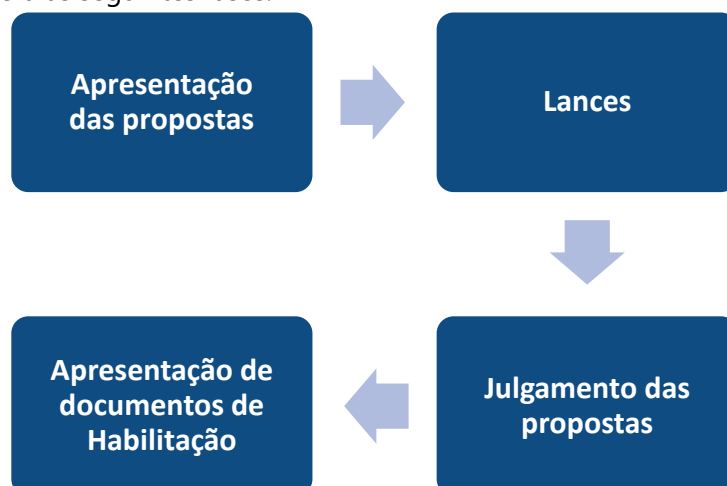 Apresentação
das propostas
Lances
Julgamento das
propostas
Apresentação de
documentos de
Habilitação